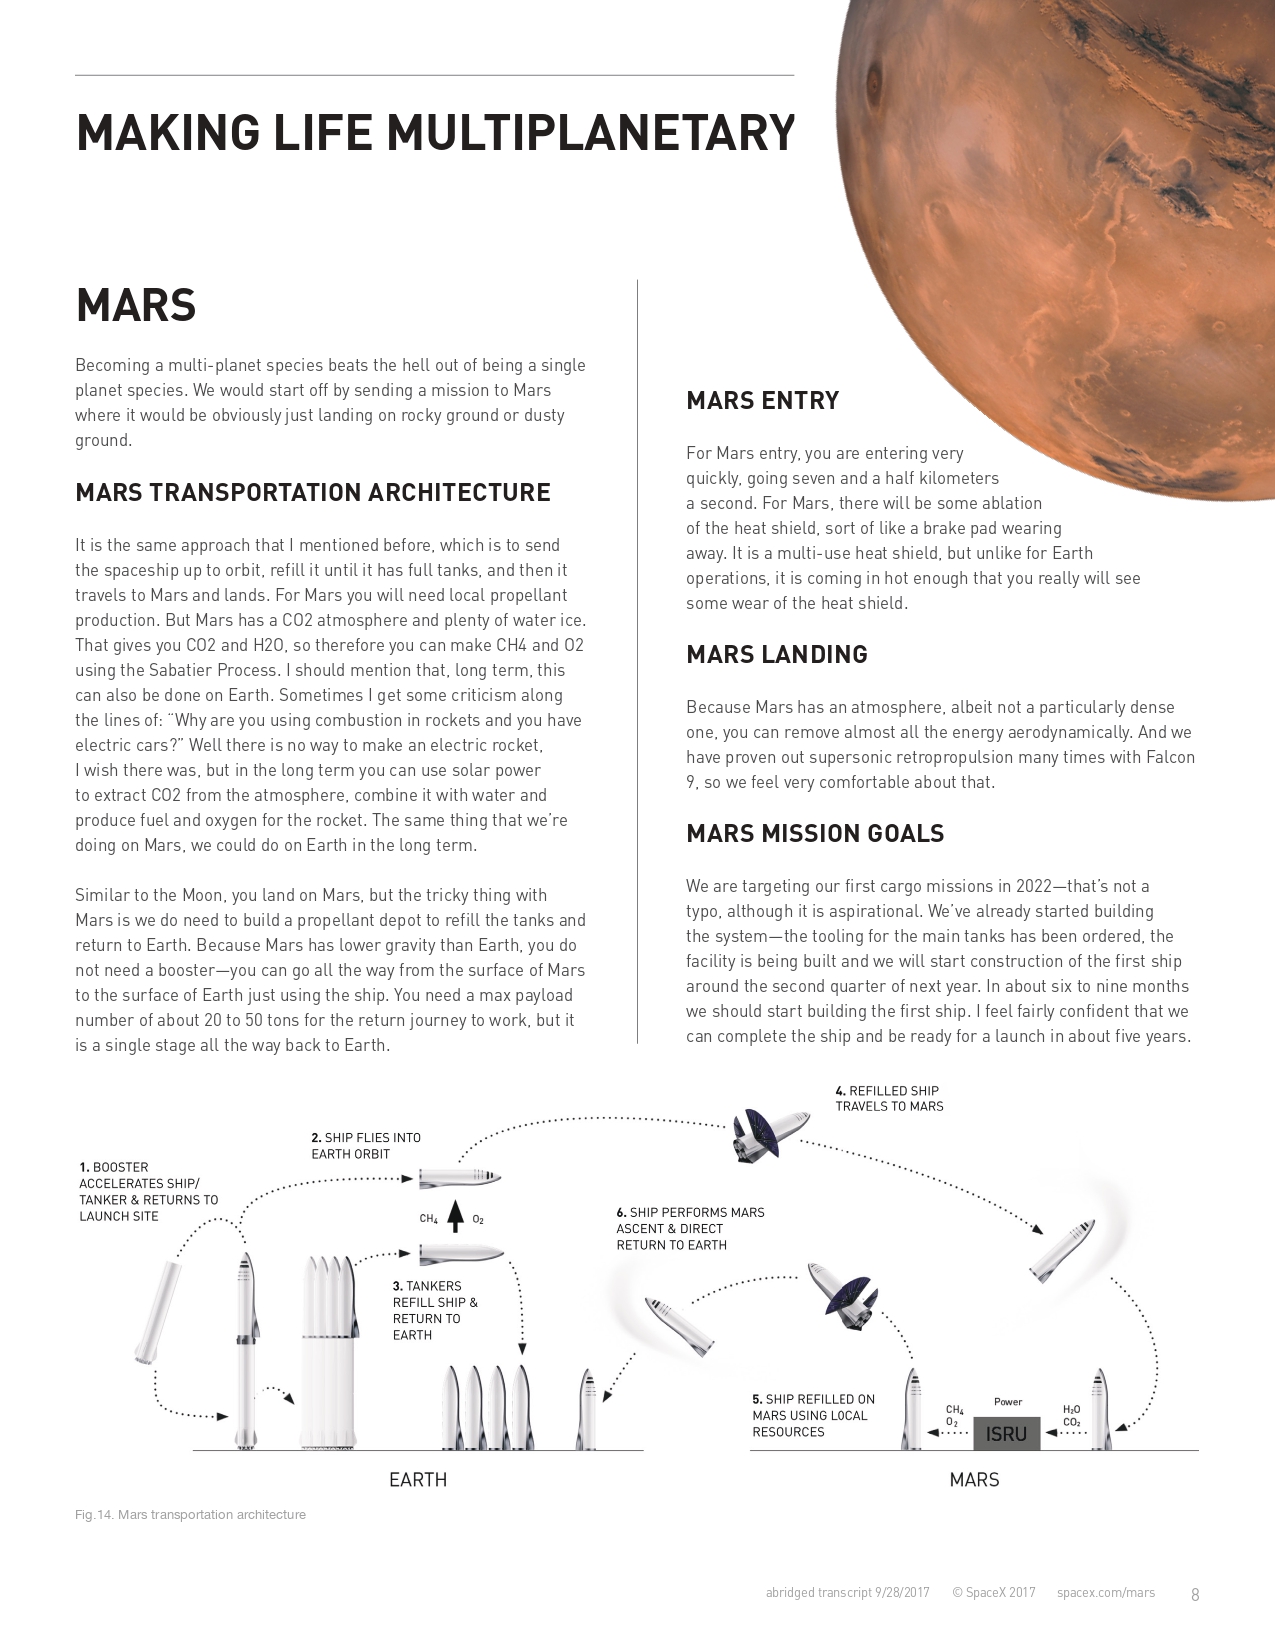 MAKING LIFE MULTIPLANETARY
MARS
Becoming a multi-planet species beats the hell out of being a single
planet species. We would start off by sending a mission to Mars
where it would be obviously just landing on rocky ground or dusty
ground.
MARS TRANSPORTATION ARCHITECTURE
It is the same approach that I mentioned before, which is to send
the spaceship up to orbit, refill it until it has full tanks, and then it
travels to Mars and lands. For Mars you will need local propellant
production. But Mars has a CO2 atmosphere and plenty of water ice.
That gives you CO2 and H2O, so therefore you can make CH4 and O2
using the Sabatier Process. I should mention that, long term, this
can also be done on Earth. Sometimes I get some criticism along
the lines of: “Why are you using combustion in rockets and you have
electric cars?” Well there is no way to make an electric rocket,
I wish there was, but in the long term you can use solar power
to extract CO2 from the atmosphere, combine it with water and
produce fuel and oxygen for the rocket. The same thing that we’re
doing on Mars, we could do on Earth in the long term.
Similar to the Moon, you land on Mars, but the tricky thing with
Mars is we do need to build a propellant depot to refill the tanks and
return to Earth. Because Mars has lower gravity than Earth, you do
not need a booster—you can go all the way from the surface of Mars
to the surface of Earth just using the ship. You need a max payload
number of about 20 to 50 tons for the return journey to work, but it
is a single stage all the way back to Earth.
MARS ENTRY
For Mars entry, you are entering very
quickly, going seven and a half kilometers
a second. For Mars, there will be some ablation
of the heat shield, sort of like a brake pad wearing
away. It is a multi-use heat shield, but unlike for Earth
operations, it is coming in hot enough that you really will see
some wear of the heat shield.
MARS LANDING
Because Mars has an atmosphere, albeit not a particularly dense
one, you can remove almost all the energy aerodynamically. And we
have proven out supersonic retropropulsion many times with Falcon
9, so we feel very comfortable about that.
MARS MISSION GOALS
We are targeting our first cargo missions in 2022—that’s not a
typo, although it is aspirational. We’ve already started building
the system—the tooling for the main tanks has been ordered, the
facility is being built and we will start construction of the first ship
around the second quarter of next year. In about six to nine months
we should start building the first ship. I feel fairly confident that we
can complete the ship and be ready for a launch in about five years.
1. BOOSTER
ACCELERATES SHIP/
TANKER & RETURNS TO
LAUNCH SITE
2. SHIP FLIES INTO
EARTH ORBIT
CH₄ O₂
3. TANKERS
REFILL SHIP &
RETURN TO
EARTH
4. REFILLED SHIP
TRAVELS TO MARS
6. SHIP PERFORMS MARS
ASCENT & DIRECT
RETURN TO EARTH
5. SHIP REFILLED ON
MARS USING LOCAL
RESOURCES
CH₄
O₂
Power
ISRU
H₂O
CO₂
EARTH
MARS
Fig.14. Mars transportation architecture
abridged transcript 9/28/2017 © SpaceX 2017 spacex.com/mars 8